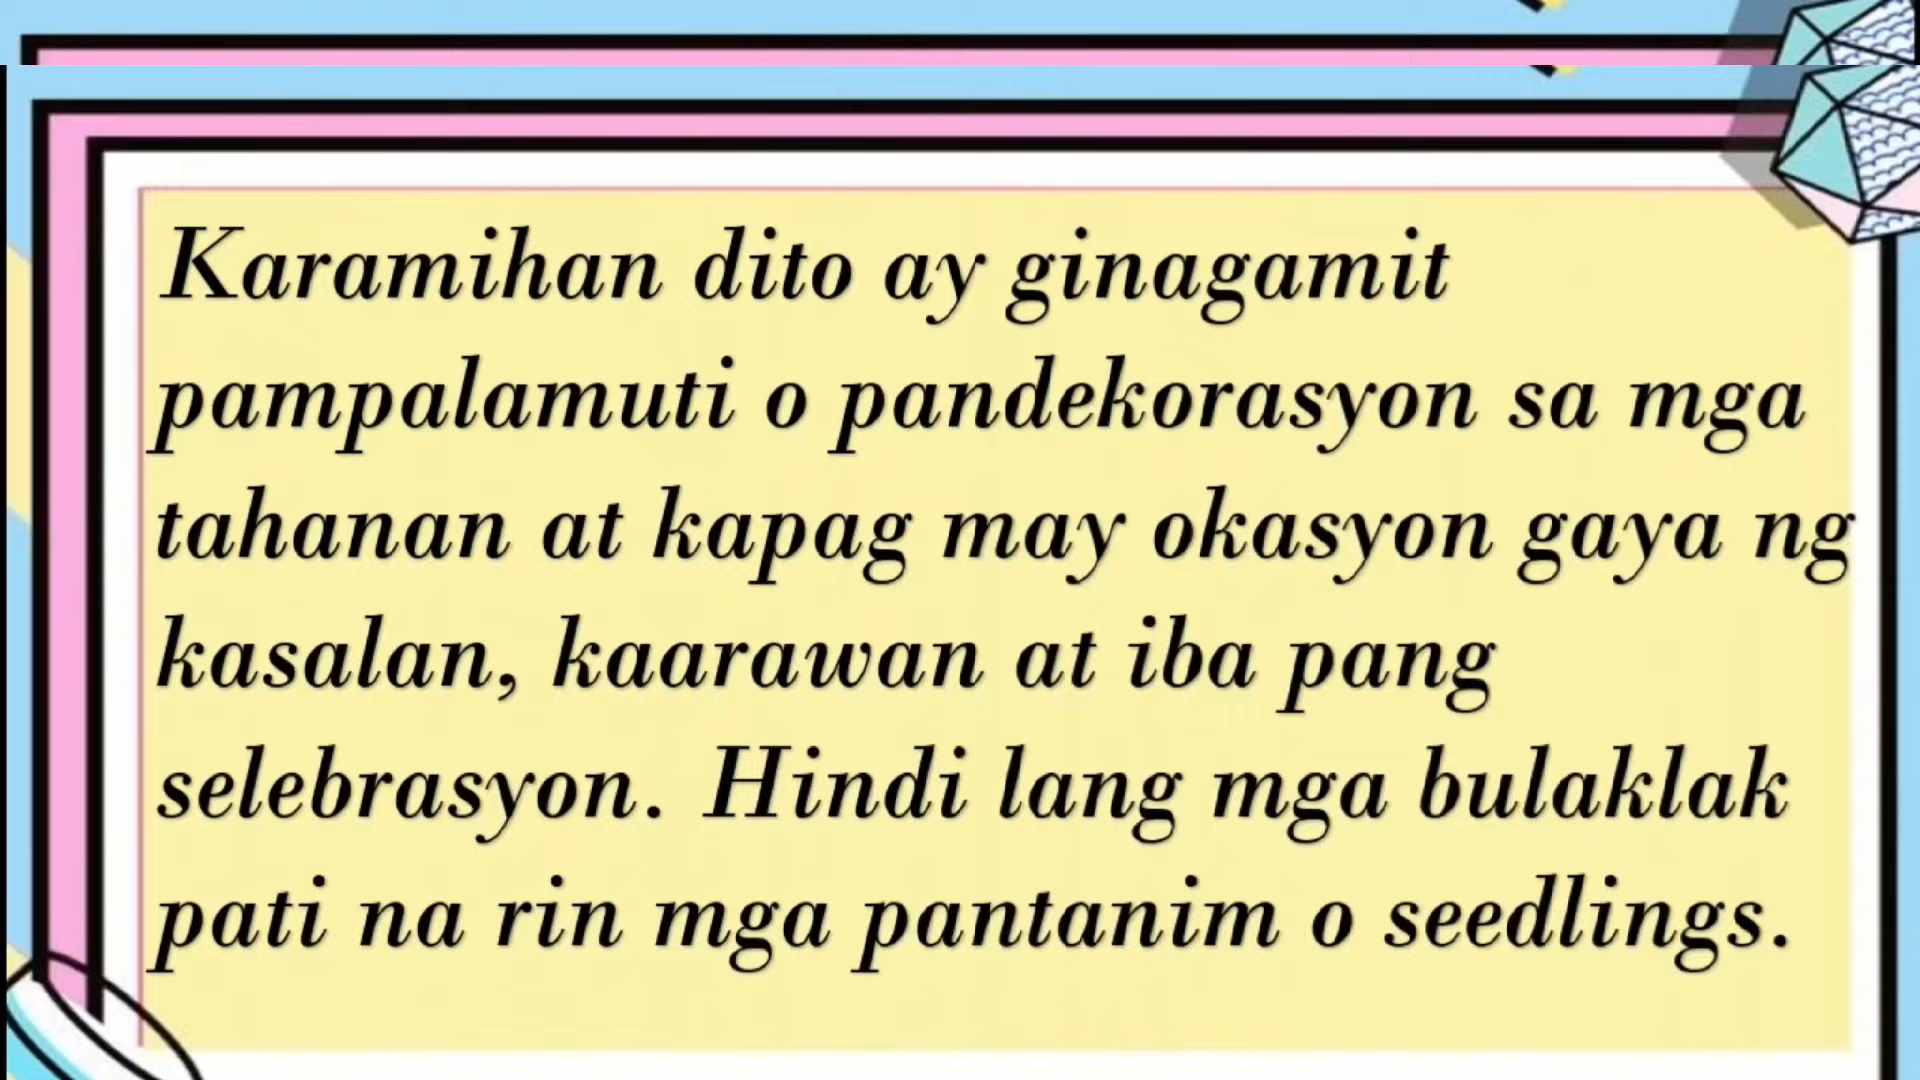 Karamihan dito ay ginagamit
pampalamuti o pandekorasyon sa mga
tahanan at kapag may okasyon gaya ng
kasalan, kaarawan at iba pang
selebrasyon. Hindi lang mga bulaklak
pati na rin mga pantanim o seedlings.